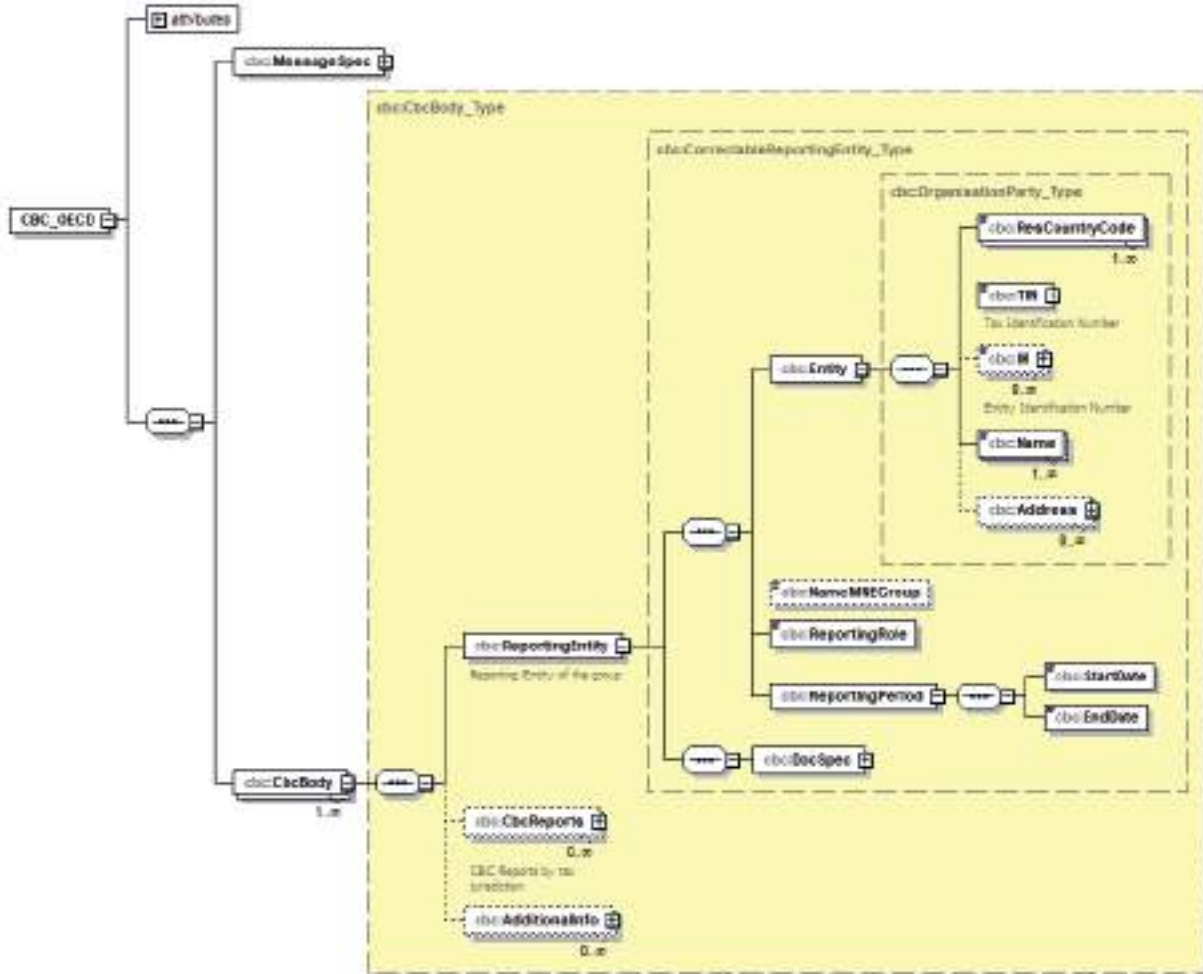 attributes
cbc:MessageSpec
cbc:CbcBody_Type
cbc:CorrectableReportingEntity_Type
cbc:OrganisationParty_Type
CBC_OECD
cbc:ResCountryCode
1..∞
cbc:TIN
Tax Identification Number
cbc:IN
0..∞
Entity Identification Number
cbc:Entity
cbc:Name
1..∞
cbc:Address
0..∞
cbc:NameMNEGroup
cbc:ReportingRole
cbc:ReportingEntity
Reporting Entity of the group
cbc:ReportingPeriod
cbc:StartDate
cbc:EndDate
cbc:DocSpec
cbc:CbcBody
1..∞
cbc:CbcReports
0..∞
CBC Reports by tax
jurisdiction
cbc:AdditionalInfo
0..∞